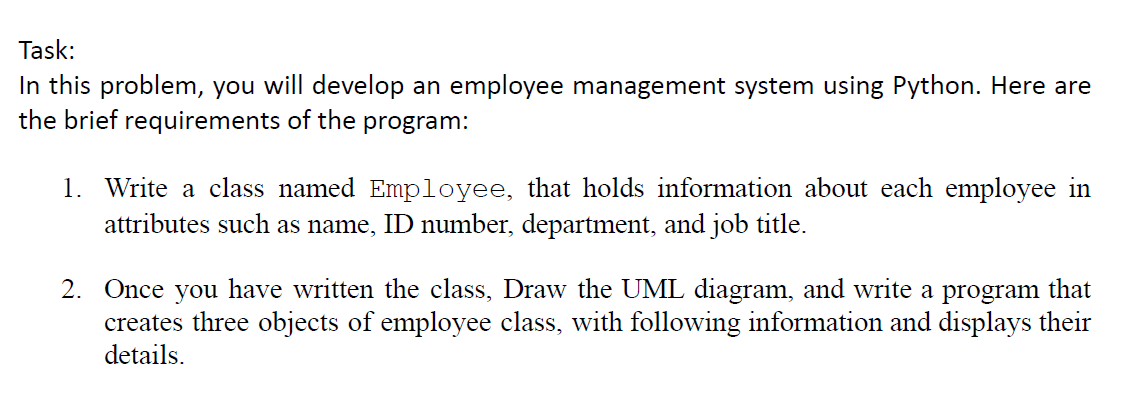 Task:
In this problem, you will develop an employee management system using Python. Here are
the brief requirements of the program:
1. Write a class named Employee, that holds information about each employee in
attributes such as name, ID number, department, and job title.
2. Once you have written the class, Draw the UML diagram, and write a program that
creates three objects of employee class, with following information and displays their
details.